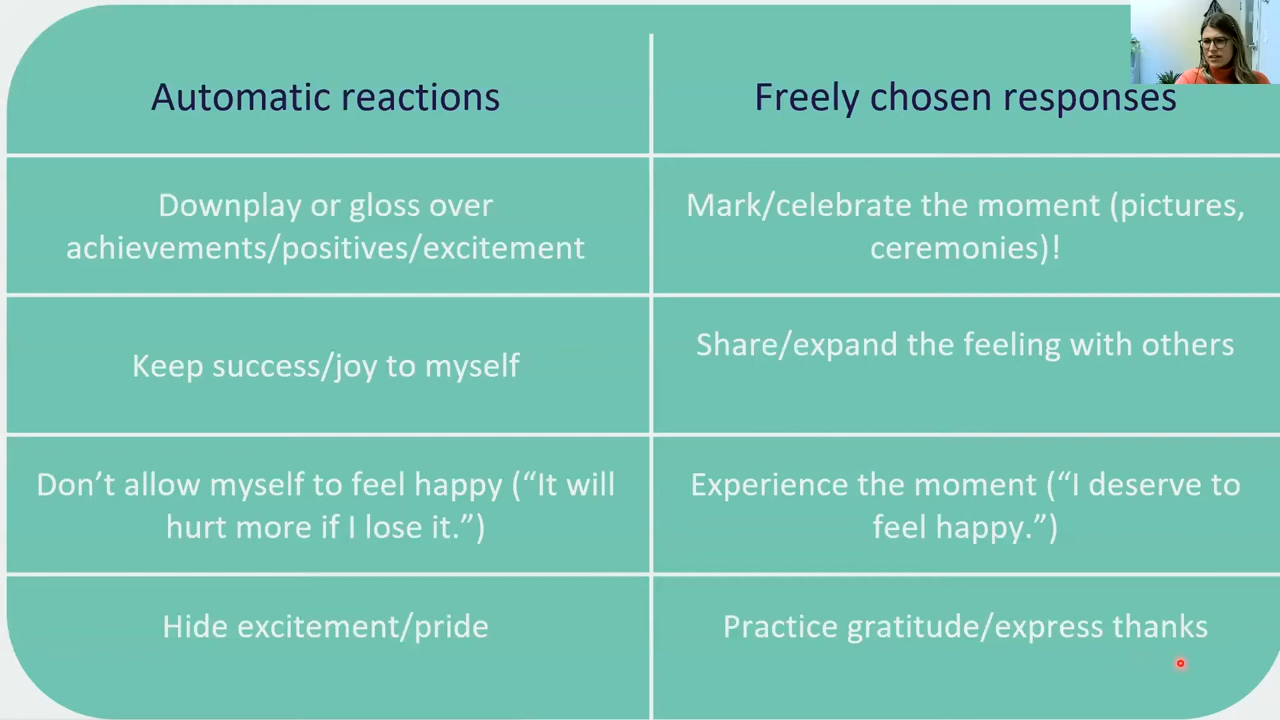 Automatic reactions
Freely chosen responses
Downplay or gloss over
achievements/positives/excitement
Mark/celebrate the moment (pictures,
ceremonies)!
Keep success/joy to myself
Share/expand the feeling with others
Don’t allow myself to feel happy (“It will
hurt more if I lose it.”)
Experience the moment (“I deserve to
feel happy.”)
Hide excitement/pride
Practice gratitude/express thanks